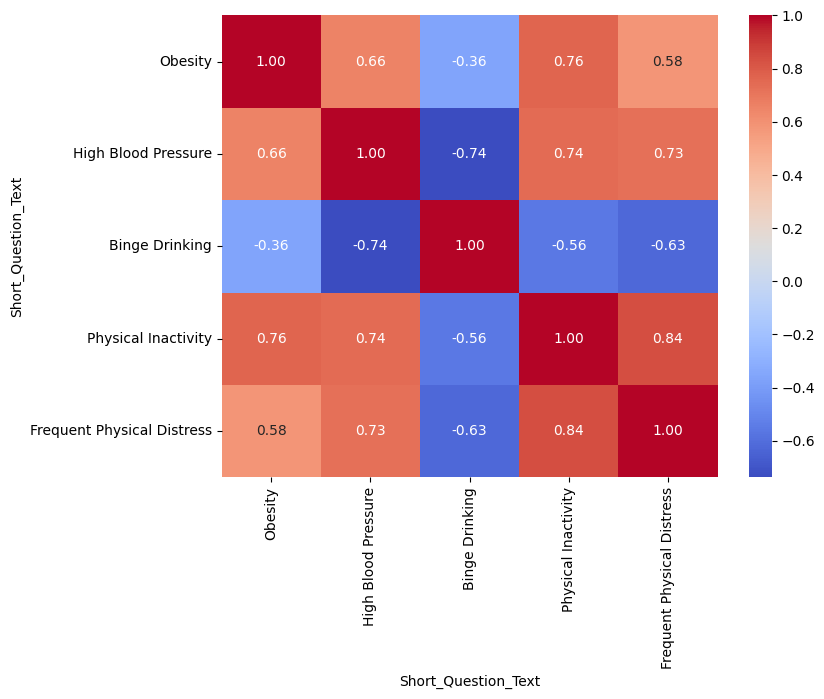 Short_Question_Text
Obesity 1.00 0.66 -0.36 0.76 0.58
High Blood Pressure 0.66 1.00 -0.74 0.74 0.73
Binge Drinking -0.36 -0.74 1.00 -0.56 -0.63
Physical Inactivity 0.76 0.74 -0.56 1.00 0.84
Frequent Physical Distress 0.58 0.73 -0.63 0.84 1.00
Obesity
High Blood Pressure
Binge Drinking
Physical Inactivity
Frequent Physical Distress
Short_Question_Text
1.0
0.8
0.6
0.4
0.2
0.0
−0.2
−0.4
−0.6